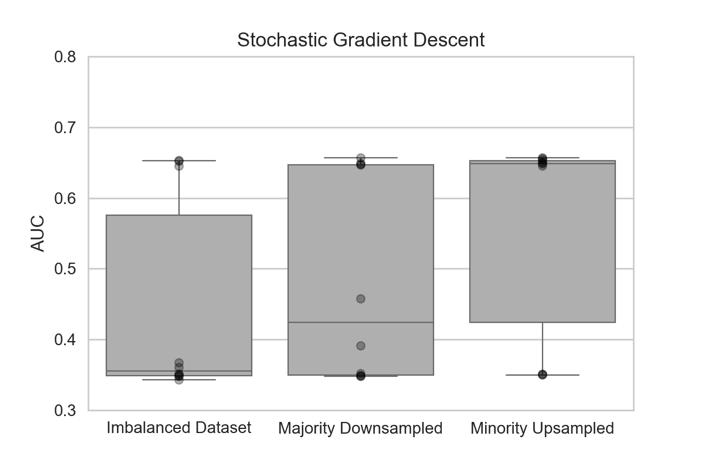 Stochastic Gradient Descent
0.8
0.7
0.6
0.5
0.4
0.3
AUC
Imbalanced Dataset
Majority Downsampled
Minority Upsampled